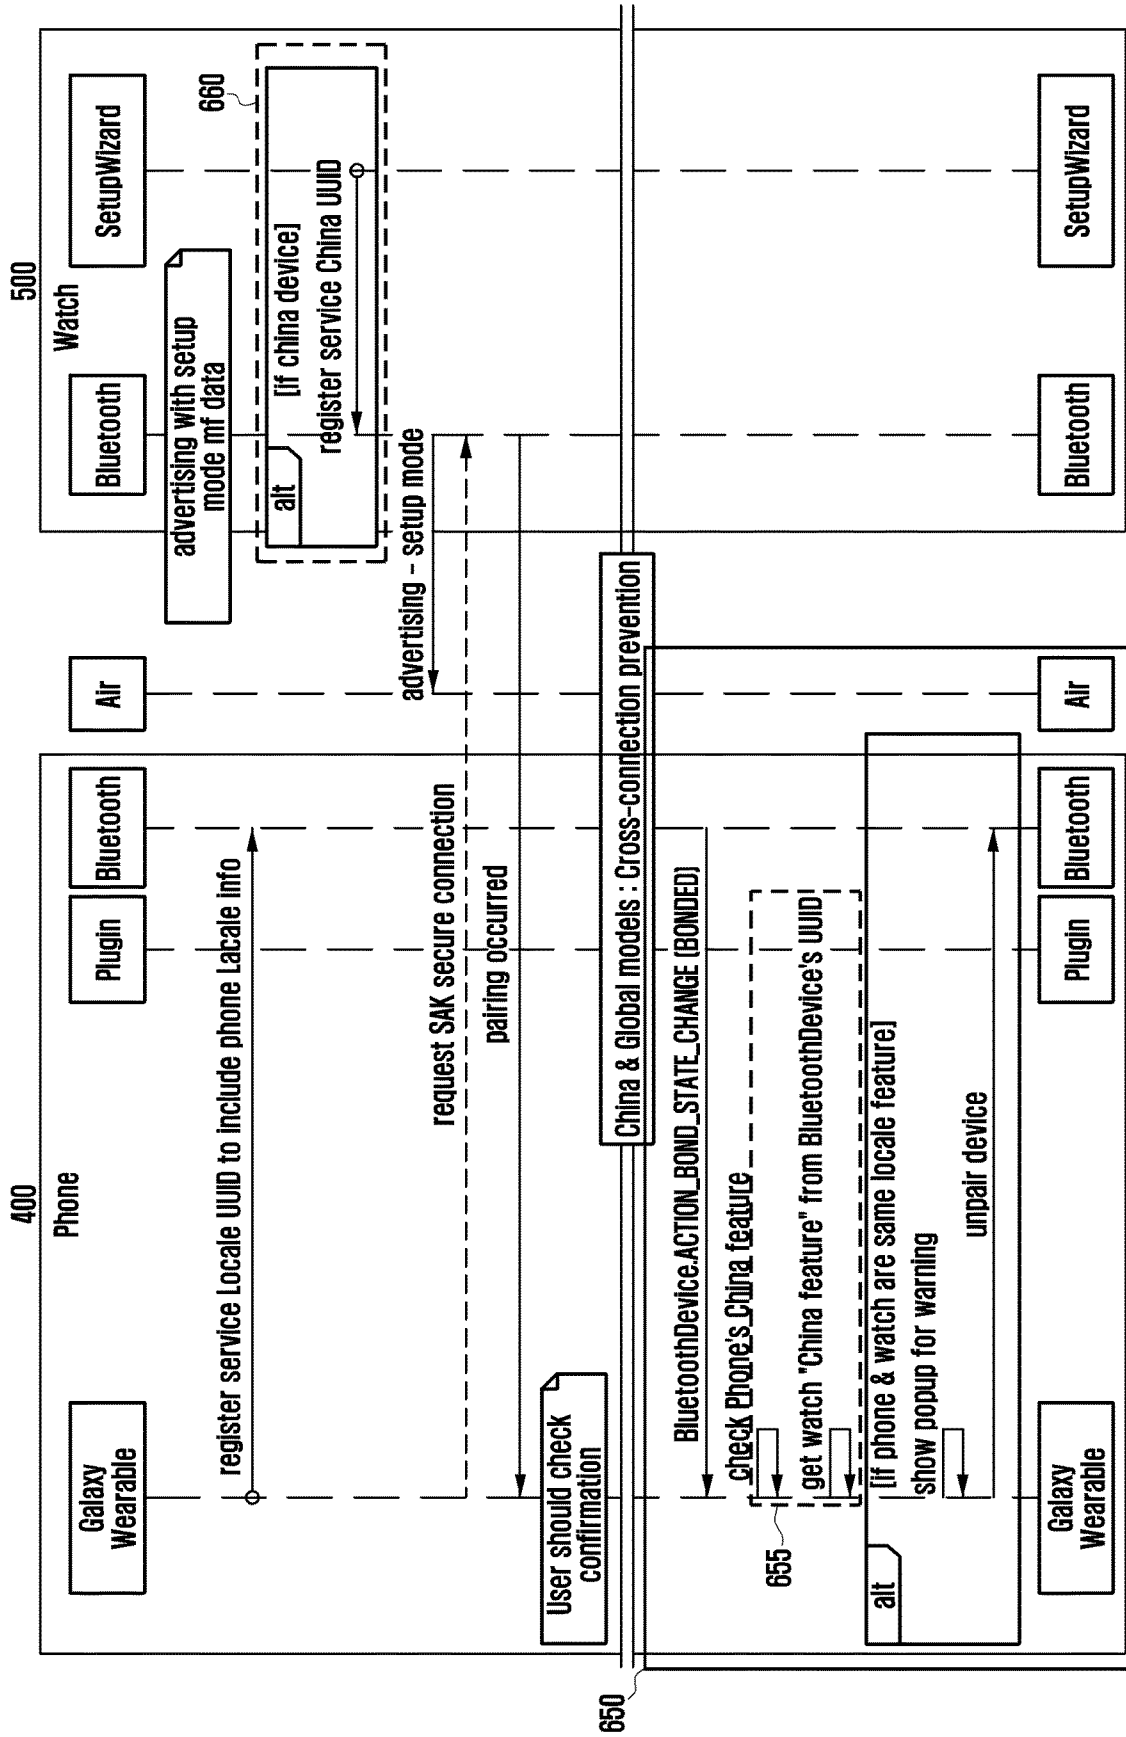 400
500
Phone
Watch
Galaxy
Wearable
Plugin
Bluetooth
Air
Bluetooth
SetupWizard
advertising with setup
mode mf data
register service Locale UUID to include phone Lacale info
660
alt
[if china device]
register service China UUID
advertising - setup mode
request SAK secure connection
pairing occurred
User should check
confirmation
China & Global models : Cross-connection prevention
650
BluetoothDevice.ACTION_BOND_STATE_CHANGE (BONDED)
check Phone's China feature
655
get watch "China feature" from BluetoothDevice's UUID]
alt
[if phone & watch are same locale feature]
show popup for warning
unpair device
Galaxy
Wearable
Plugin
Bluetooth
Air
Bluetooth
SetupWizard